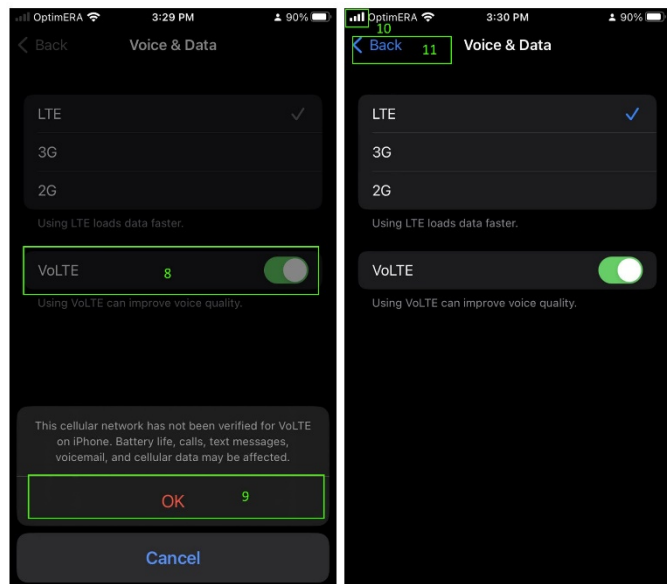 OptimERA 3:29 PM 90%
Back Voice & Data
LTE
3G
2G
Using LTE loads data faster.
VoLTE 8
Using VoLTE can improve voice quality.
This cellular network has not been verified for VoLTE
on iPhone. Battery life, calls, text messages,
voicemail, and cellular data may be affected.
OK 9
Cancel
OptimERA 3:30 PM 90%
10
Back 11 Voice & Data
LTE
3G
2G
Using LTE loads data faster.
VoLTE
Using VoLTE can improve voice quality.